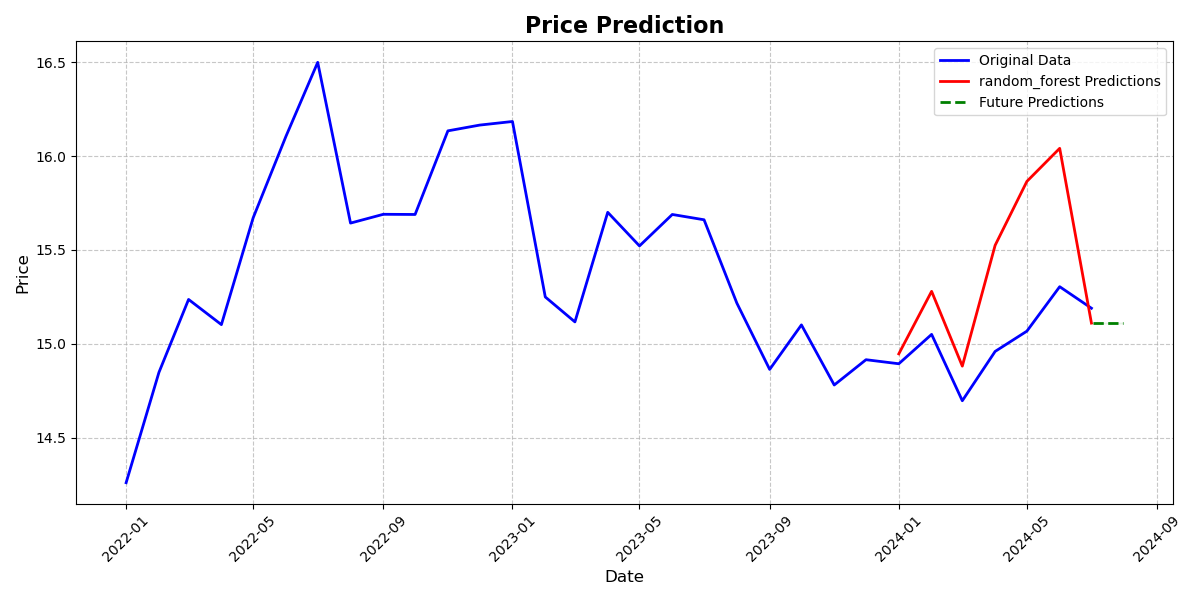 Price Prediction
Original Data
random_forest Predictions
Future Predictions
Price
16.5
16.0
15.5
15.0
14.5
2022-01
2022-05
2022-09
2023-01
2023-05
2023-09
2024-01
2024-05
2024-09
Date